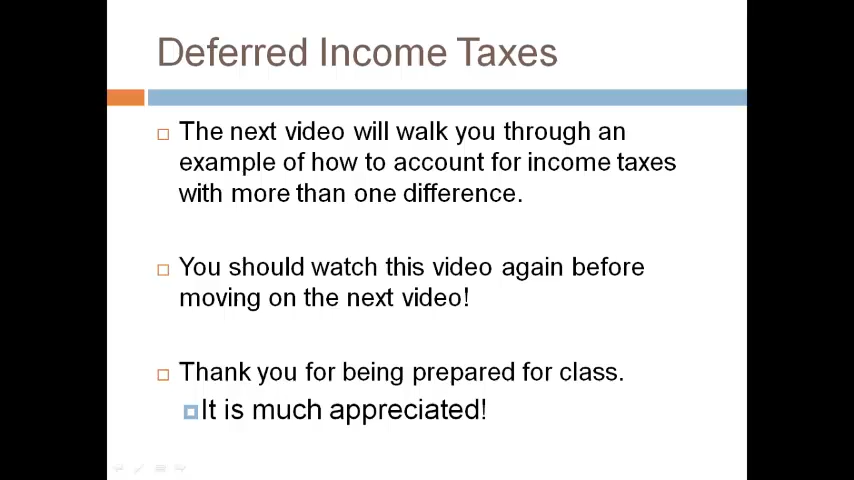 Deferred Income Taxes
The next video will walk you through an
example of how to account for income taxes
with more than one difference.
You should watch this video again before
moving on the next video!
Thank you for being prepared for class.
It is much appreciated!